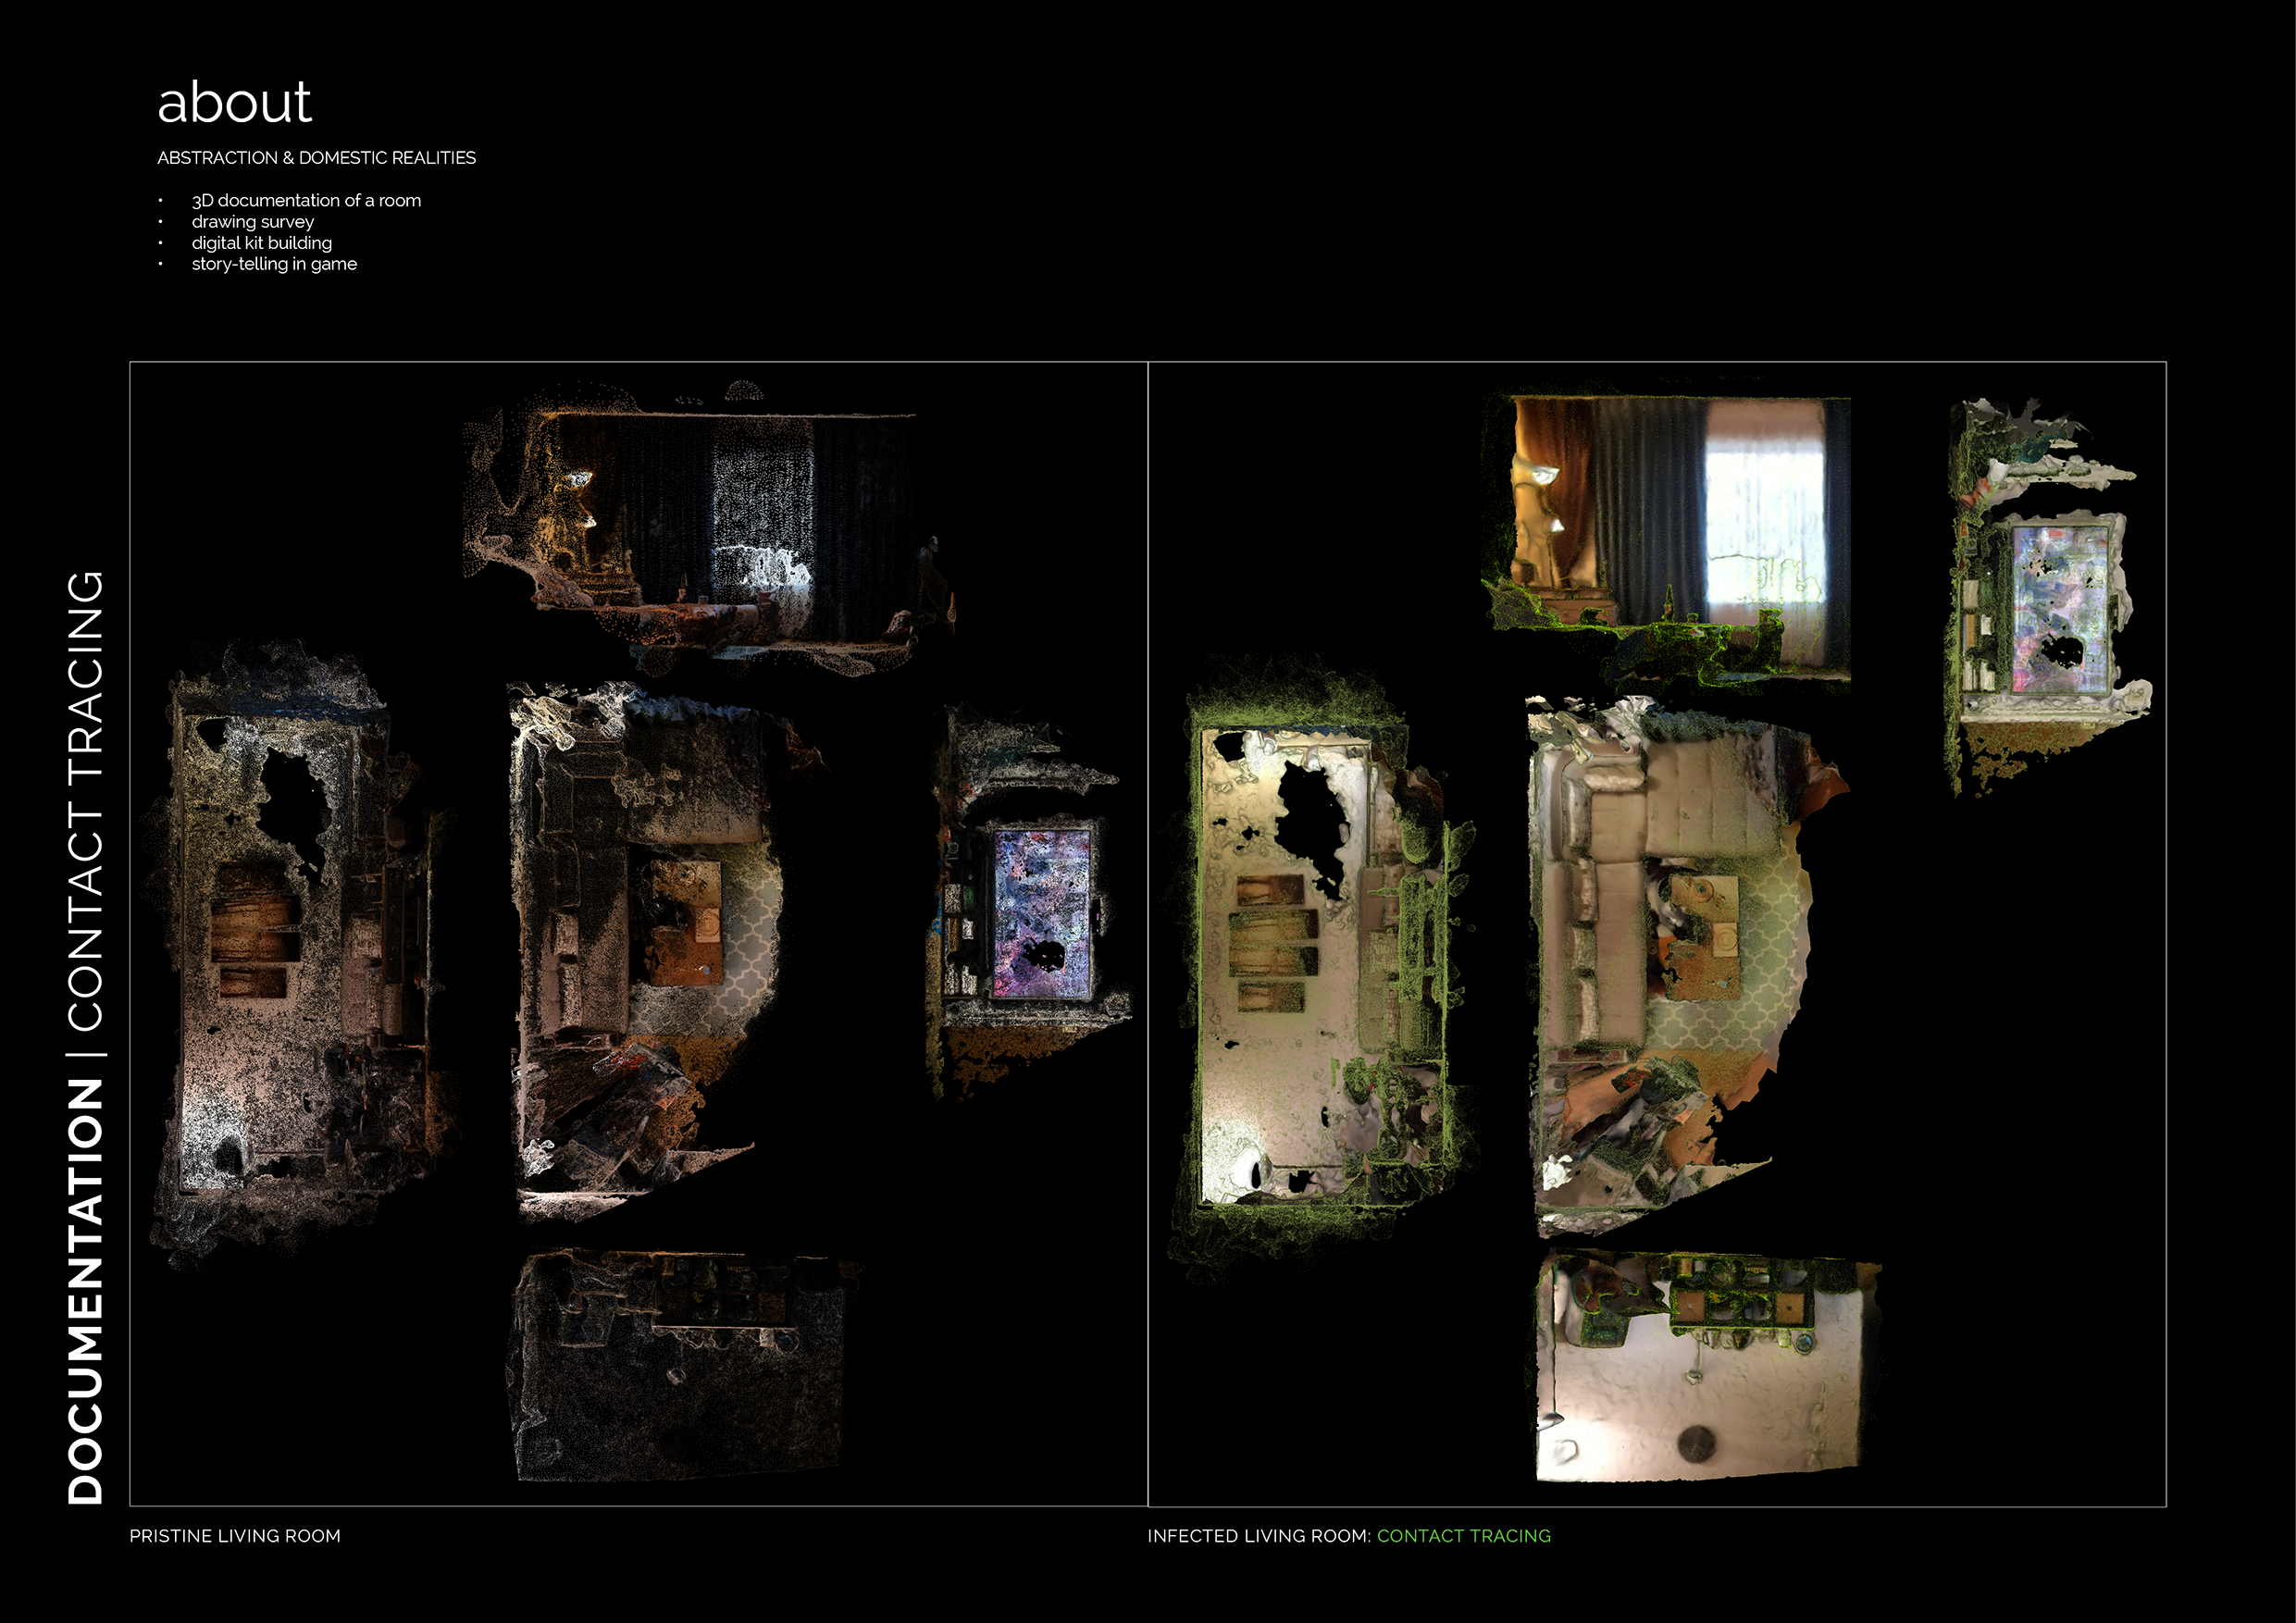 about
ABSTRACTION & DOMESTIC REALITIES
• 3D documentation of a room
• drawing survey
• digital kit building
• story-telling in game
DOCUMENTATION | CONTACT TRACING
PRISTINE LIVING ROOM
INFECTED LIVING ROOM: CONTACT TRACING